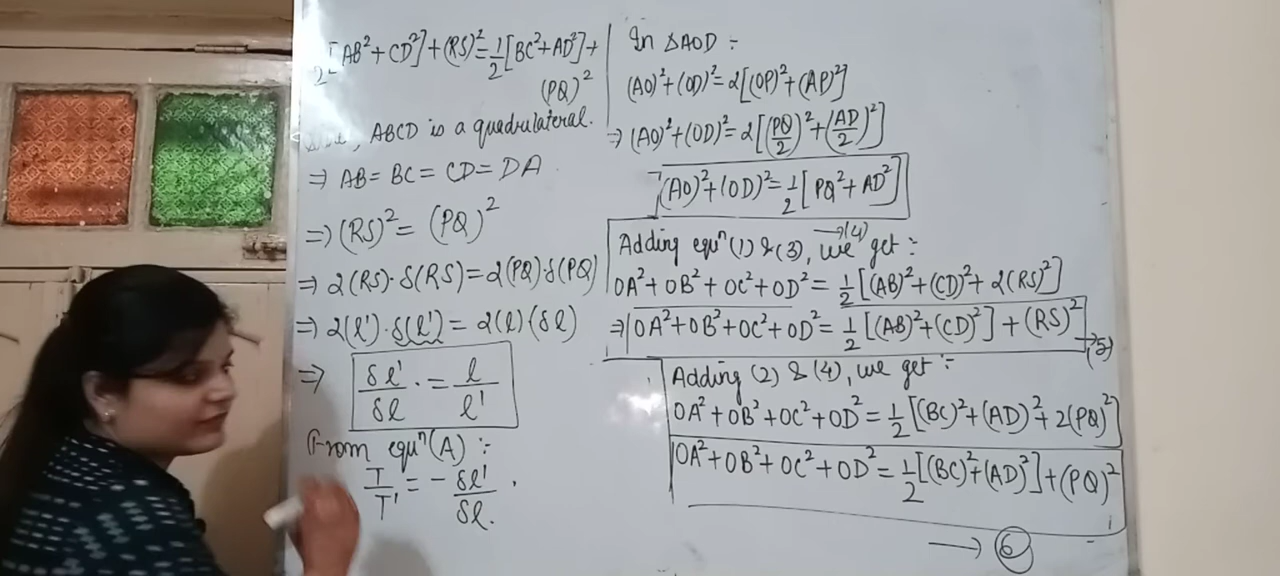 1/2[AB²+CD²]+(RS)²=1/2[BC²+AD²]+
(PQ)²
, ABCD is a quadrulateral.
⇒ AB=BC=CD=DA
⇒(RS)²=(PQ)²
⇒ 2(RS)·δ(RS)=2(PQ)δ(PQ)
⇒ 2(l')·δ(l')=2(l)(δl)
⇒ δl'/δl·=l/l'
From equⁿ(A) :-
T/T'=-δl'/δl.
In ΔAOD :-
(AO)²+(OD)²=2[(OP)²+(AP)²]
⇒(AO)²+(OD)²=2[(PQ/2)²+(AD/2)²]
(AO)²+(OD)²=1/2[PQ²+AD²]
→(4)
Adding equⁿ(1)&(3), we get :-
OA²+OB²+OC²+OD²=1/2[(AB)²+(CD)²+2(RS)²]
⇒OA²+OB²+OC²+OD²=1/2[(AB)²+(CD)²]+(RS)²
→(5)
Adding (2)&(4), we get :-
OA²+OB²+OC²+OD²=1/2[(BC)²+(AD)²+2(PQ)²]
OA²+OB²+OC²+OD²=1/2[(BC)²+(AD)²]+(PQ)²
→6